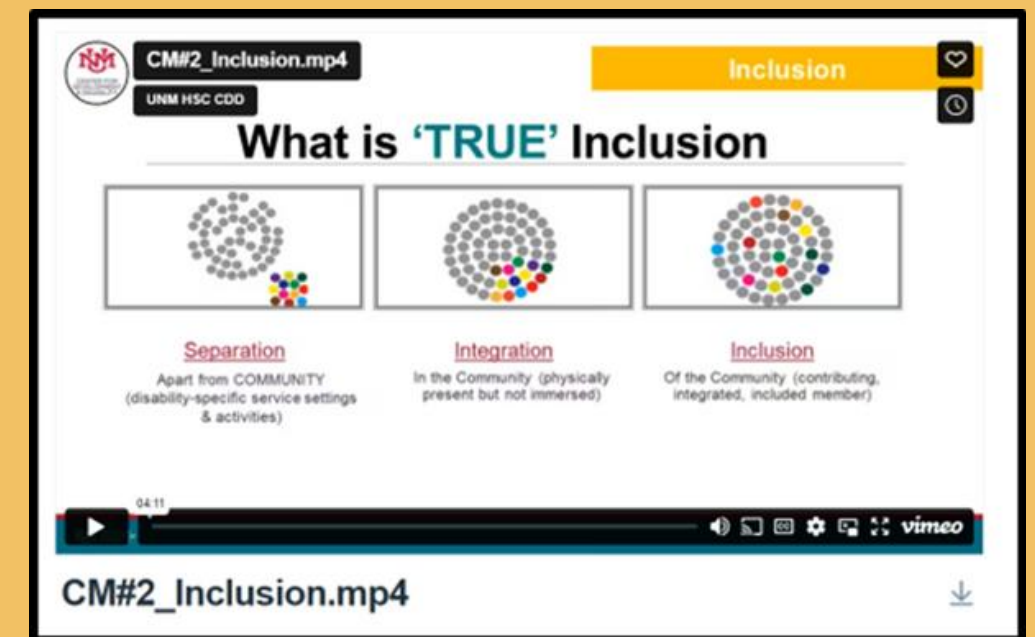 CM#2_Inclusion.mp4
UNM HSC CDD
Inclusion
What is ‘TRUE’ Inclusion
Separation
Apart from COMMUNITY
(disability-specific service settings
& activities)
Integration
In the Community (physically
present but not immersed)
Inclusion
Of the Community (contributing,
integrated, included member)
04:11
vimeo
CM#2_Inclusion.mp4